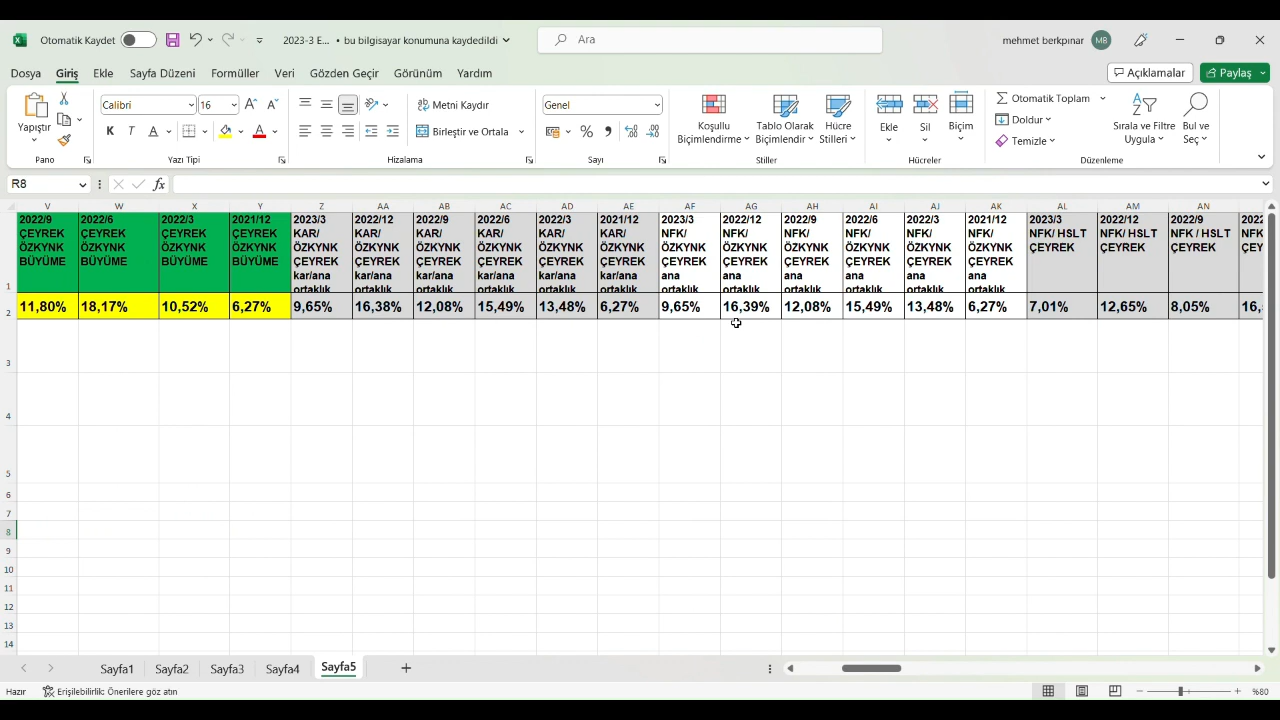 Otomatik Kaydet
2023-3 E... • bu bilgisayar konumuna kaydedildi
Ara
mehmet berkpınar
MB
Dosya Giriş Ekle Sayfa Düzeni Formüller Veri Gözden Geçir Görünüm Yardım
Açıklamalar Paylaş
Yapıştır
Calibri 16
K T A A
Metni Kaydır
Birleştir ve Ortala
Genel
Koşullu Biçimlendirme
Tablo Olarak Biçimlendir
Hücre Stilleri
Ekle Sil Biçim
Otomatik Toplam
Doldur
Temizle
Sırala ve Filtre Uygula
Bul ve Seç
Pano Yazı Tipi Hizalama Sayı Stiller Hücreler Düzenleme
R8 fx
V W X Y Z AA AB AC AD AE AF AG AH AI AJ AK AL AM AN
1
2022/9 ÇEYREK ÖZKYNK BÜYÜME
2022/6 ÇEYREK ÖZKYNK BÜYÜME
2022/3 ÇEYREK ÖZKYNK BÜYÜME
2021/12 ÇEYREK ÖZKYNK BÜYÜME
2023/3 KAR/ ÖZKYNK ÇEYREK kar/ana ortaklık
2022/12 KAR/ ÖZKYNK ÇEYREK kar/ana ortaklık
2022/9 KAR/ ÖZKYNK ÇEYREK kar/ana ortaklık
2022/6 KAR/ ÖZKYNK ÇEYREK kar/ana ortaklık
2022/3 KAR/ ÖZKYNK ÇEYREK kar/ana ortaklık
2021/12 KAR/ ÖZKYNK ÇEYREK kar/ana ortaklık
2023/3 NFK/ ÖZKYNK ÇEYREK ana ortaklık
2022/12 NFK/ ÖZKYNK ÇEYREK ana ortaklık
2022/9 NFK/ ÖZKYNK ÇEYREK ana ortaklık
2022/6 NFK/ ÖZKYNK ÇEYREK ana ortaklık
2022/3 NFK/ ÖZKYNK ÇEYREK ana ortaklık
2021/12 NFK/ ÖZKYNK ÇEYREK ana ortaklık
2023/3 NFK/ HSLT ÇEYREK
2022/12 NFK/ HSLT ÇEYREK
2022/9 NFK / HSLT ÇEYREK
2 11,80% 18,17% 10,52% 6,27% 9,65% 16,38% 12,08% 15,49% 13,48% 6,27% 9,65% 16,39% 12,08% 15,49% 13,48% 6,27% 7,01% 12,65% 8,05% 16,
3
4
5
6
7
8
9
10
11
12
13
14
Sayfa1 Sayfa2 Sayfa3 Sayfa4 Sayfa5
Hazır Erişilebilirlik: Önerilere göz atın
%80